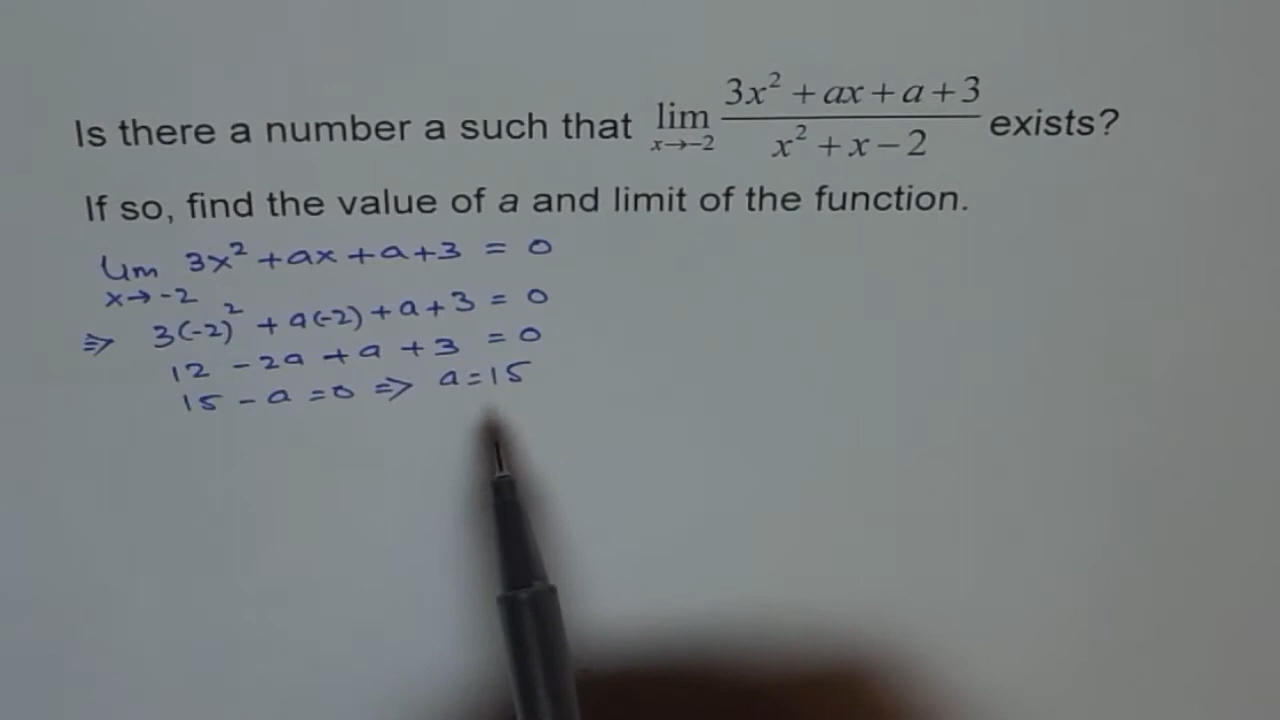 Is there a number a such that lim x→-2 (3x² + ax + a + 3)/(x² + x − 2) exists?
If so, find the value of a and limit of the function.
lim x→-2 3x² + ax + a + 3 = 0
⇒ 3(-2)² + a(-2) + a + 3 = 0
12 - 2a + a + 3 = 0
15 - a = 0 ⇒ a = 15